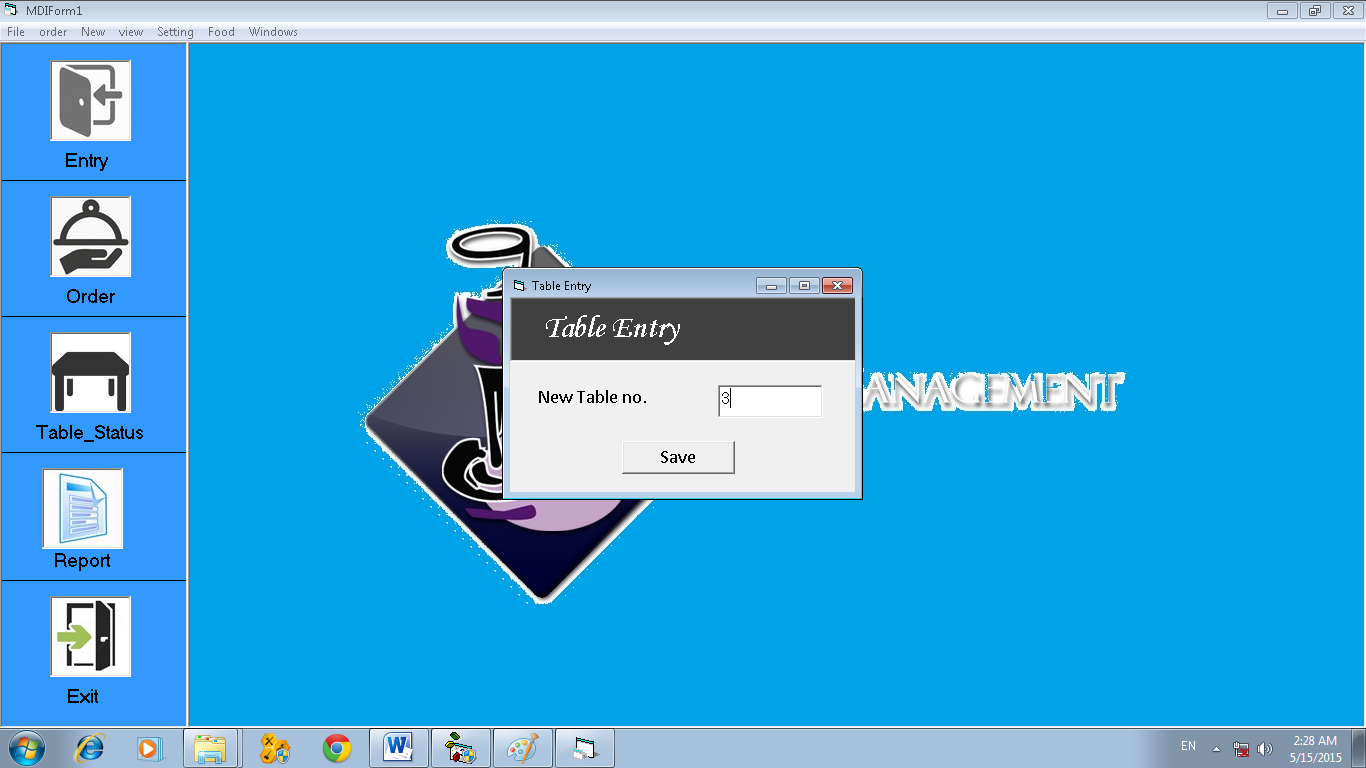 MDIForm1
File order New view Setting Food Windows
Entry
Order
Table_Status
Report
Exit
Table Entry
Table Entry
New Table no. 3
Save
ANAGEMENT
EN
2:28 AM
5/15/2015